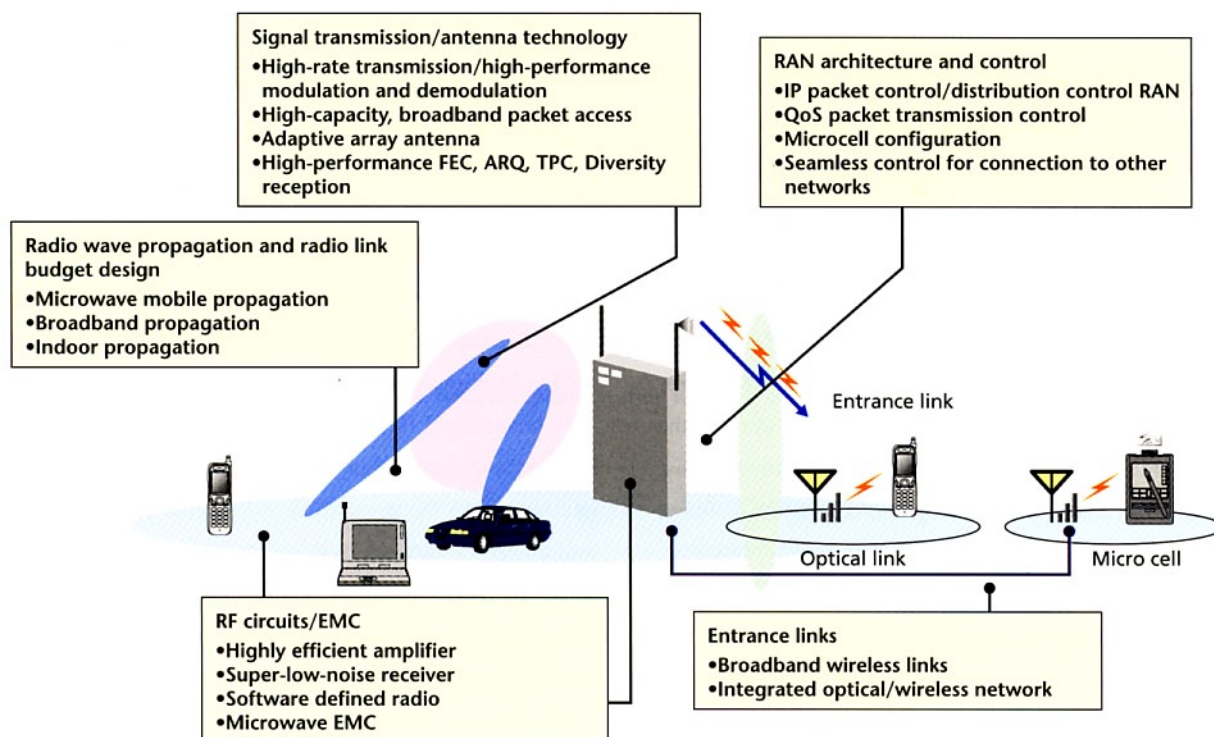 Signal transmission/antenna technology
•High-rate transmission/high-performance
modulation and demodulation
•High-capacity, broadband packet access
•Adaptive array antenna
•High-performance FEC, ARQ, TPC, Diversity
reception
RAN architecture and control
•IP packet control/distribution control RAN
•QoS packet transmission control
•Microcell configuration
•Seamless control for connection to other
networks
Radio wave propagation and radio link
budget design
•Microwave mobile propagation
•Broadband propagation
•Indoor propagation
Entrance link
Optical link
Micro cell
RF circuits/EMC
•Highly efficient amplifier
•Super-low-noise receiver
•Software defined radio
•Microwave EMC
Entrance links
•Broadband wireless links
•Integrated optical/wireless network